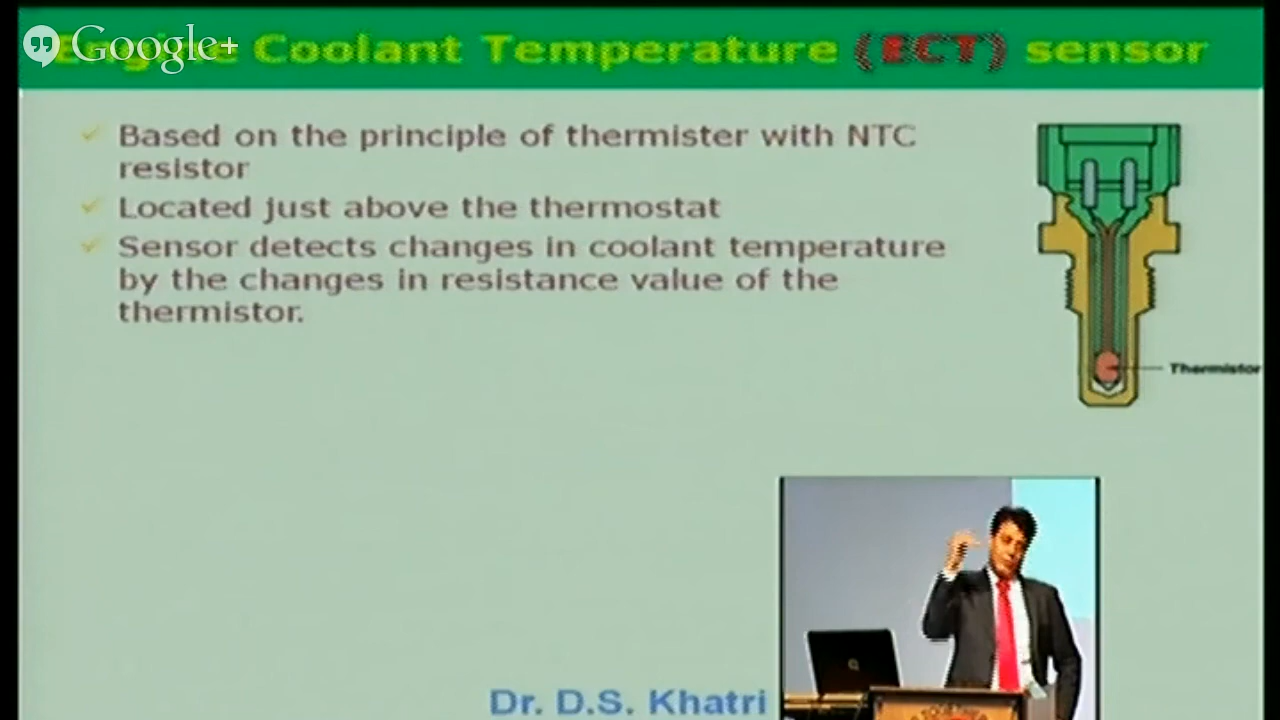 Google+
Engine Coolant Temperature (ECT) sensor
Based on the principle of thermister with NTC
resistor
Located just above the thermostat
Sensor detects changes in coolant temperature
by the changes in resistance value of the
thermistor.
Thermistor
Dr. D.S. Khatri